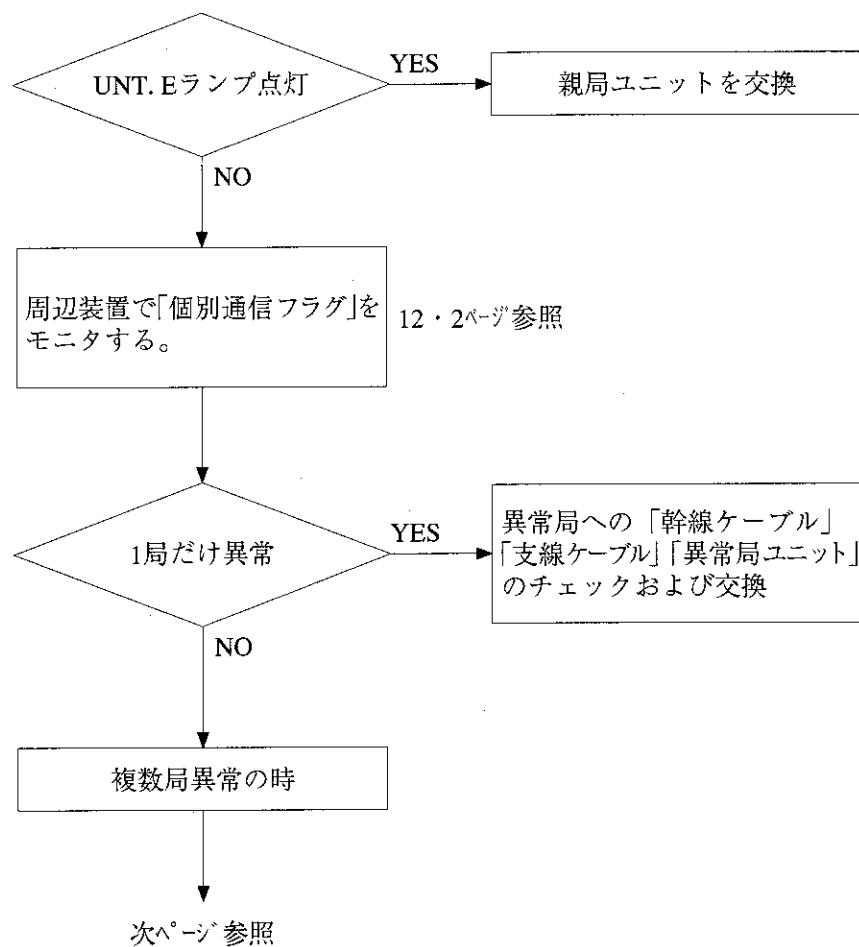 UNT. Eランプ点灯
YES
親局ユニットを交換
NO
周辺装置で「個別通信フラグ」を
モニタする。
12・2ページ参照
1局だけ異常
YES
異常局への「幹線ケーブル」
「支線ケーブル」「異常局ユニット」
のチェックおよび交換
NO
複数局異常の時
次ページ参照